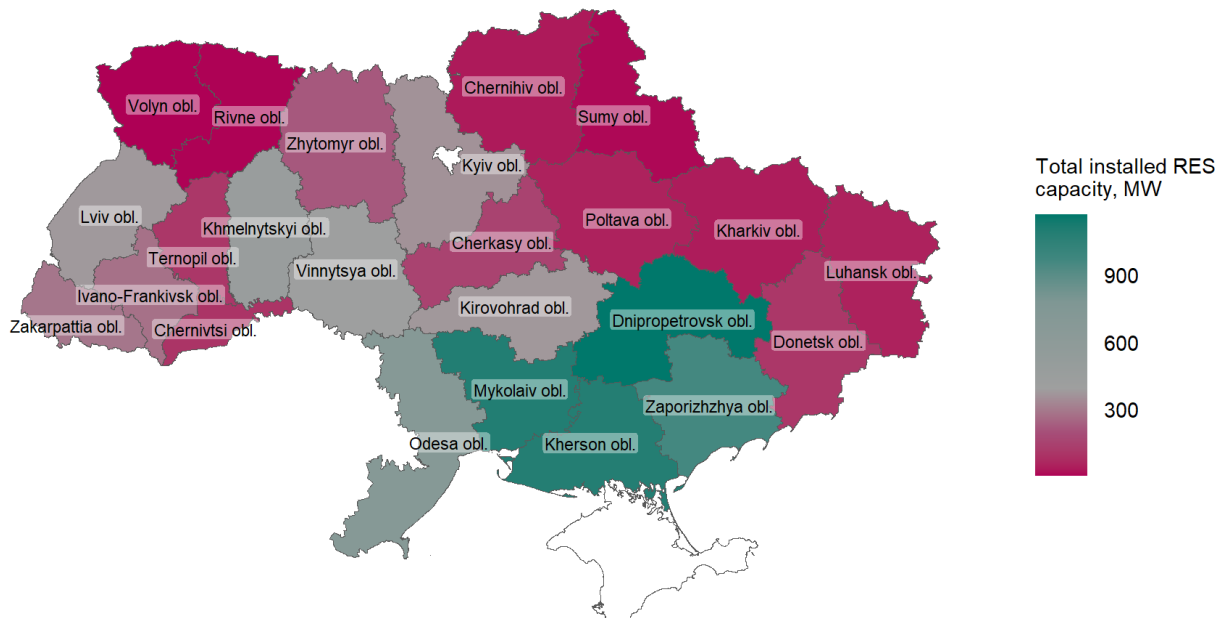 Chernihiv obl.
Volyn obl.
Rivne obl.
Sumy obl.
Zhytomyr obl.
Kyiv obl.
Lviv obl.
Khmelnytskyi obl.
Poltava obl.
Kharkiv obl.
Cherkasy obl.
Ternopil obl.
Vinnytsya obl.
Luhansk obl.
Ivano-Frankivsk obl.
Kirovohrad obl.
Zakarpattia obl.
Chernivtsi obl.
Dnipropetrovsk obl.
Donetsk obl.
Mykolaiv obl.
Zaporizhzhya obl.
Odesa obl.
Kherson obl.
Total installed RES
capacity, MW
900
600
300